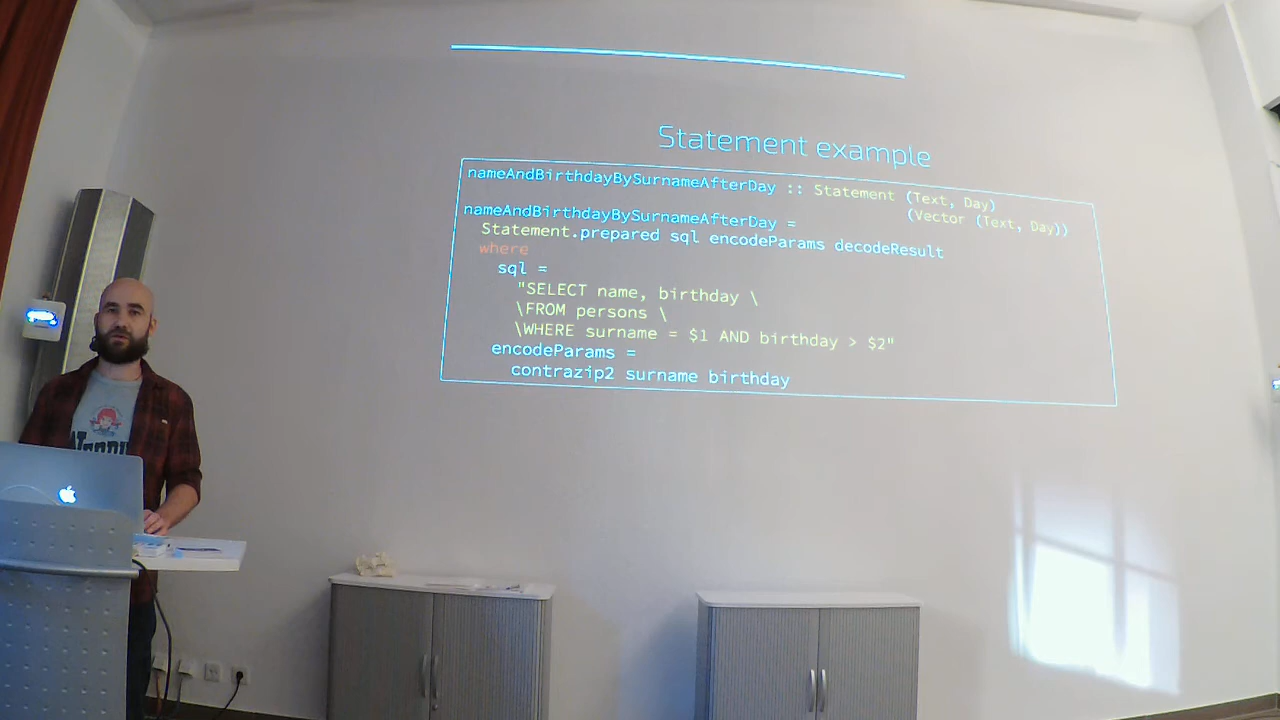 Statement example
nameAndBirthdayBySurnameAfterDay :: Statement (Text, Day)
(Vector (Text, Day))
nameAndBirthdayBySurnameAfterDay =
Statement.prepared sql encodeParams decodeResult
where
sql =
"SELECT name, birthday \
\FROM persons \
\WHERE surname = $1 AND birthday > $2"
encodeParams =
contrazip2 surname birthday